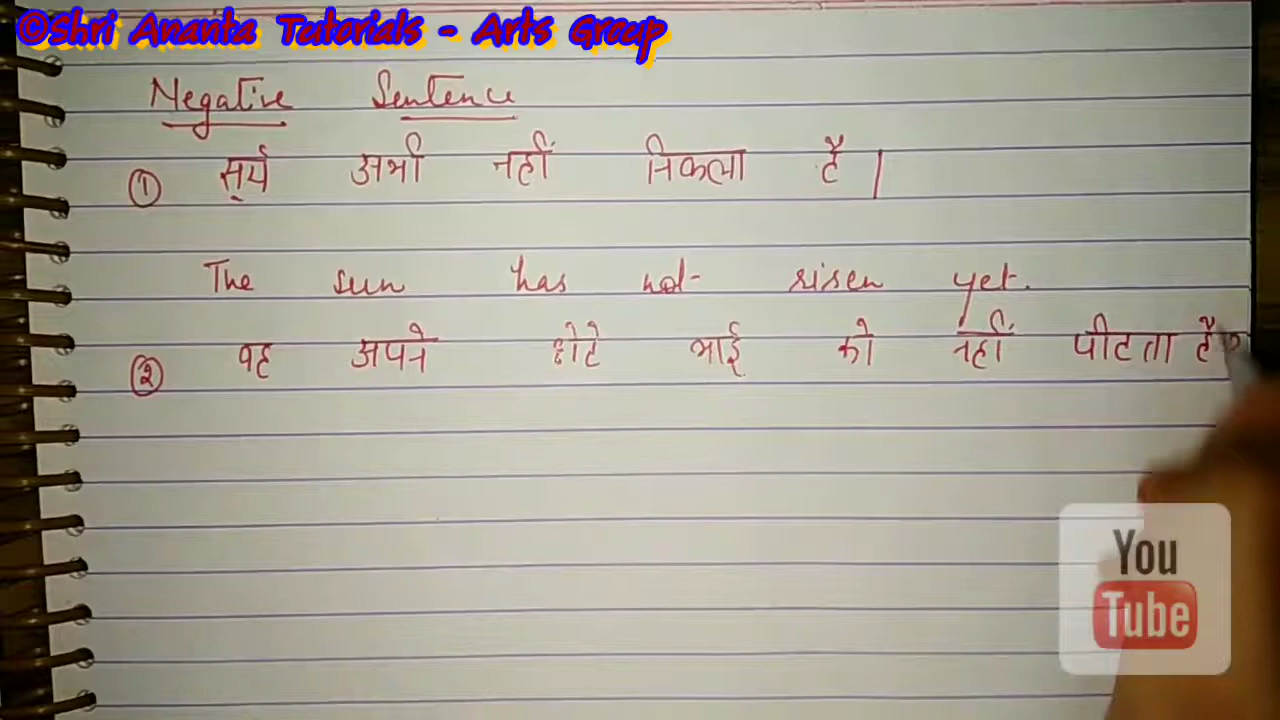 ©Shri Ananta Tutorials - Arts Group
Negative Sentence
① सूर्य अभी नहीं निकला है |
The sun has not risen yet.
② वह अपने छोटे भाई को नहीं पीटता है
You
Tube